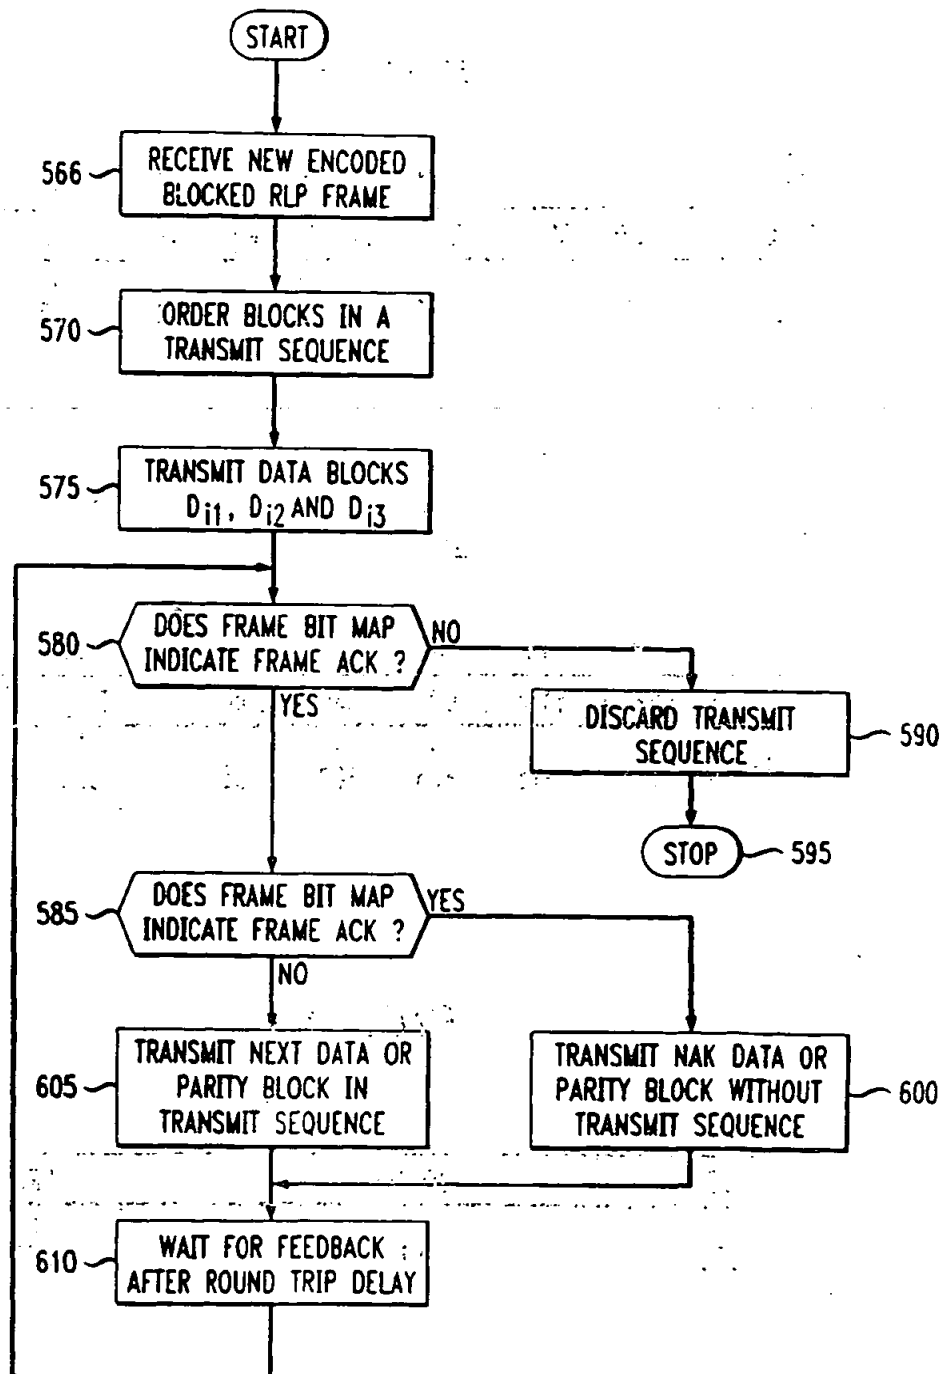 START
566
RECEIVE NEW ENCODED
BLOCKED RLP FRAME
570
ORDER BLOCKS IN A
TRANSMIT SEQUENCE
575
TRANSMIT DATA BLOCKS
Di1, Di2 AND Di3
580
DOES FRAME BIT MAP
INDICATE FRAME ACK ?
NO
YES
DISCARD TRANSMIT
SEQUENCE
590
STOP
595
585
DOES FRAME BIT MAP
INDICATE FRAME ACK ?
YES
NO
605
TRANSMIT NEXT DATA OR
PARITY BLOCK IN
TRANSMIT SEQUENCE
TRANSMIT NAK DATA OR
PARITY BLOCK WITHOUT
TRANSMIT SEQUENCE
600
610
WAIT FOR FEEDBACK
AFTER ROUND TRIP DELAY